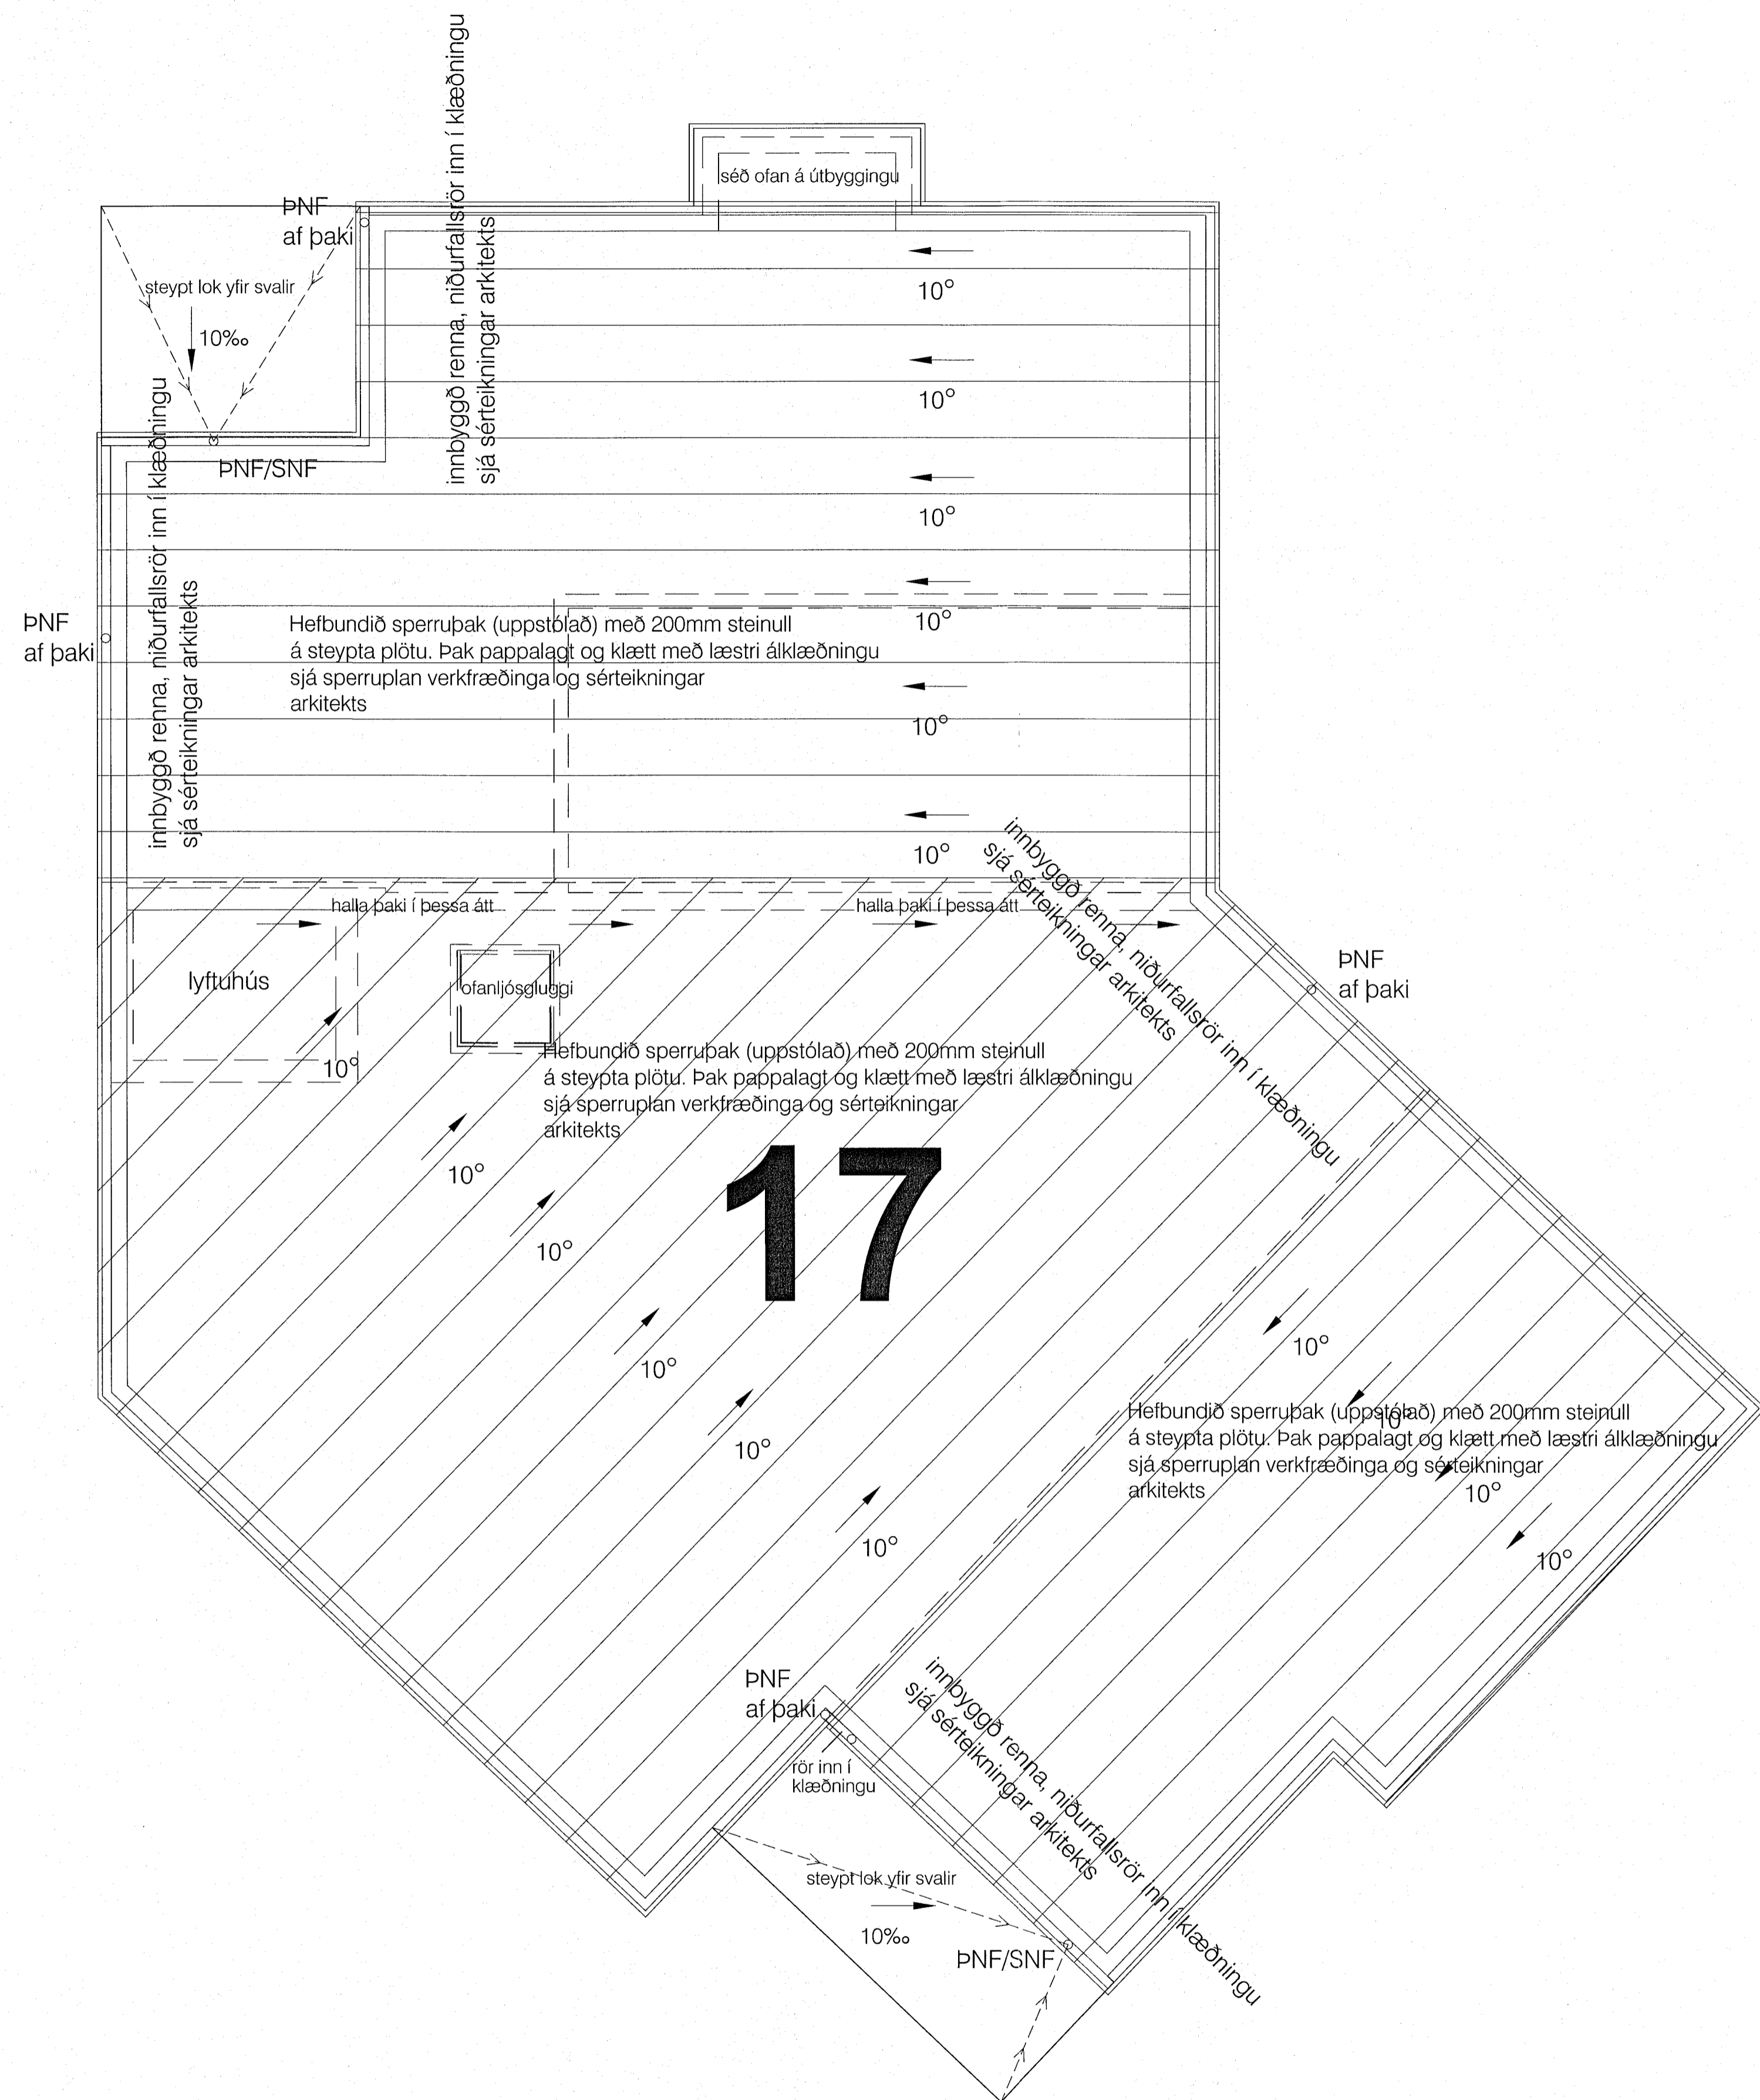 innbyggð renna, niðurfallsrör inn í klæðningu
sjá sérteikningar arkitekts
séð ofan á útbyggingu
ÞNF
af þaki
steypt lok yfir svalir
10‰
ÞNF/SNF
10°
10°
10°
innbyggð renna, niðurfallsrör inn í klæðningu
sjá sérteikningar arkitekts
ÞNF
af þaki
Hefbundið sperruþak (uppstólað) með 200mm steinull
á steypta plötu. Þak pappalagt og klætt með læstri álklæðningu
sjá sperruplan verkfræðinga og sérteikningar
arkitekts
10°
10°
10°
halla þaki í þessa átt
halla þaki í þessa átt
innbyggð renna, niðurfallsrör inn í klæðningu
sjá sérteikningar arkitekts
ÞNF
af þaki
lyftuhús
ofanljósgluggi
10°
Hefbundið sperruþak (uppstólað) með 200mm steinull
á steypta plötu. Þak pappalagt og klætt með læstri álklæðningu
sjá sperruplan verkfræðinga og sérteikningar
arkitekts
17
10°
10°
10°
10°
10°
10°
10°
Hefbundið sperruþak (uppstólað) með 200mm steinull
á steypta plötu. Þak pappalagt og klætt með læstri álklæðningu
sjá sperruplan verkfræðinga og sérteikningar
arkitekts
10°
10°
ÞNF
af þaki
rör inn í
klæðningu
innbyggð renna, niðurfallsrör inn í klæðningu
sjá sérteikningar arkitekts
steypt lok yfir svalir
10‰
ÞNF/SNF